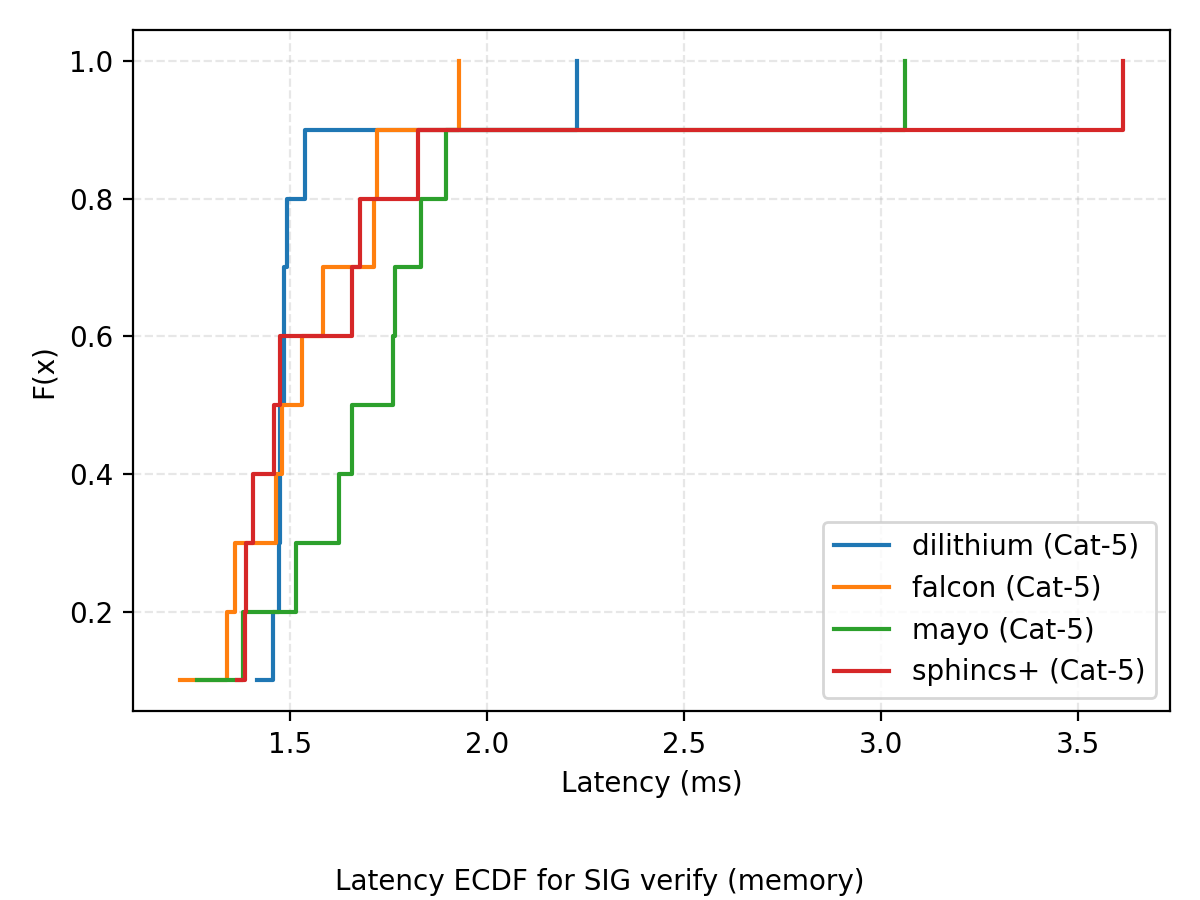 1.0
0.8
0.6
0.4
0.2
F(x)
dilithium (Cat-5)
falcon (Cat-5)
mayo (Cat-5)
sphincs+ (Cat-5)
1.5 2.0 2.5 3.0 3.5
Latency (ms)
Latency ECDF for SIG verify (memory)